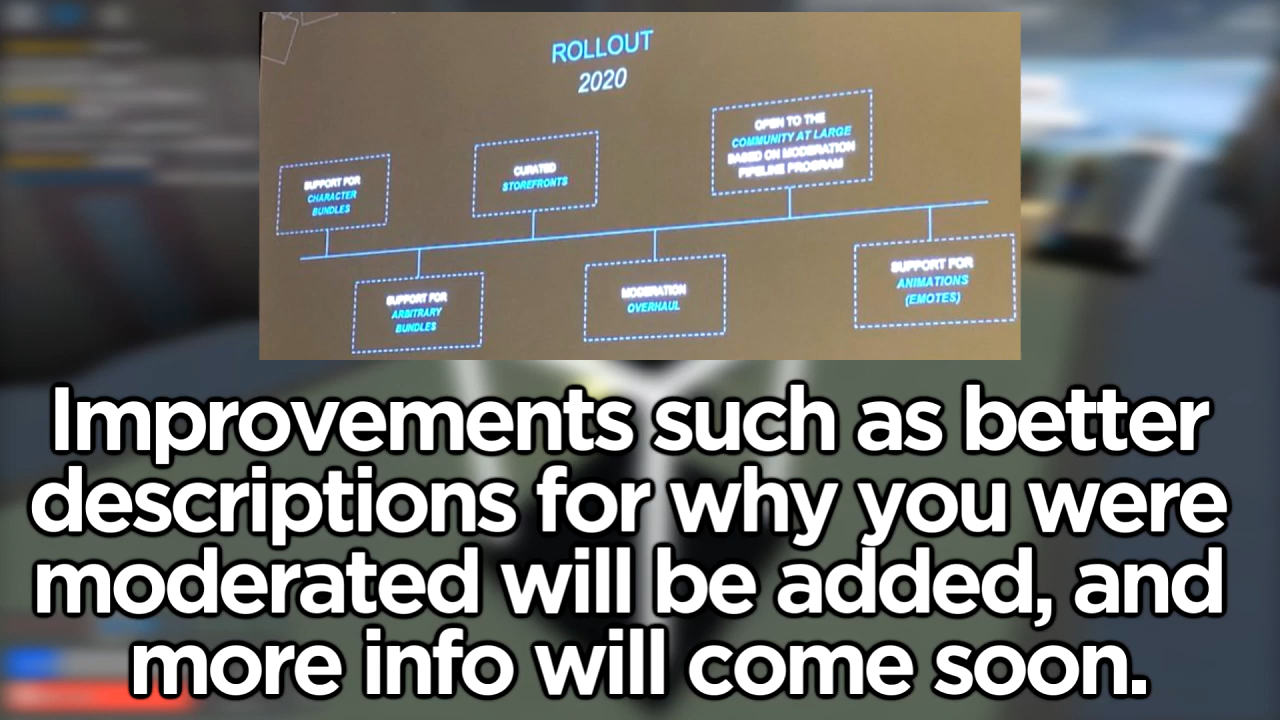 ROLLOUT
2020
SUPPORT FOR
CHARACTER
BUNDLES
SUPPORT FOR
ARBITRARY
BUNDLES
CURATED
STOREFRONTS
MODERATION
OVERHAUL
OPEN TO THE
COMMUNITY AT LARGE
BASED ON MODERATION
PIPELINE PROGRAM
SUPPORT FOR
ANIMATIONS
(EMOTES)
Improvements such as better
descriptions for why you were
moderated will be added, and
more info will come soon.